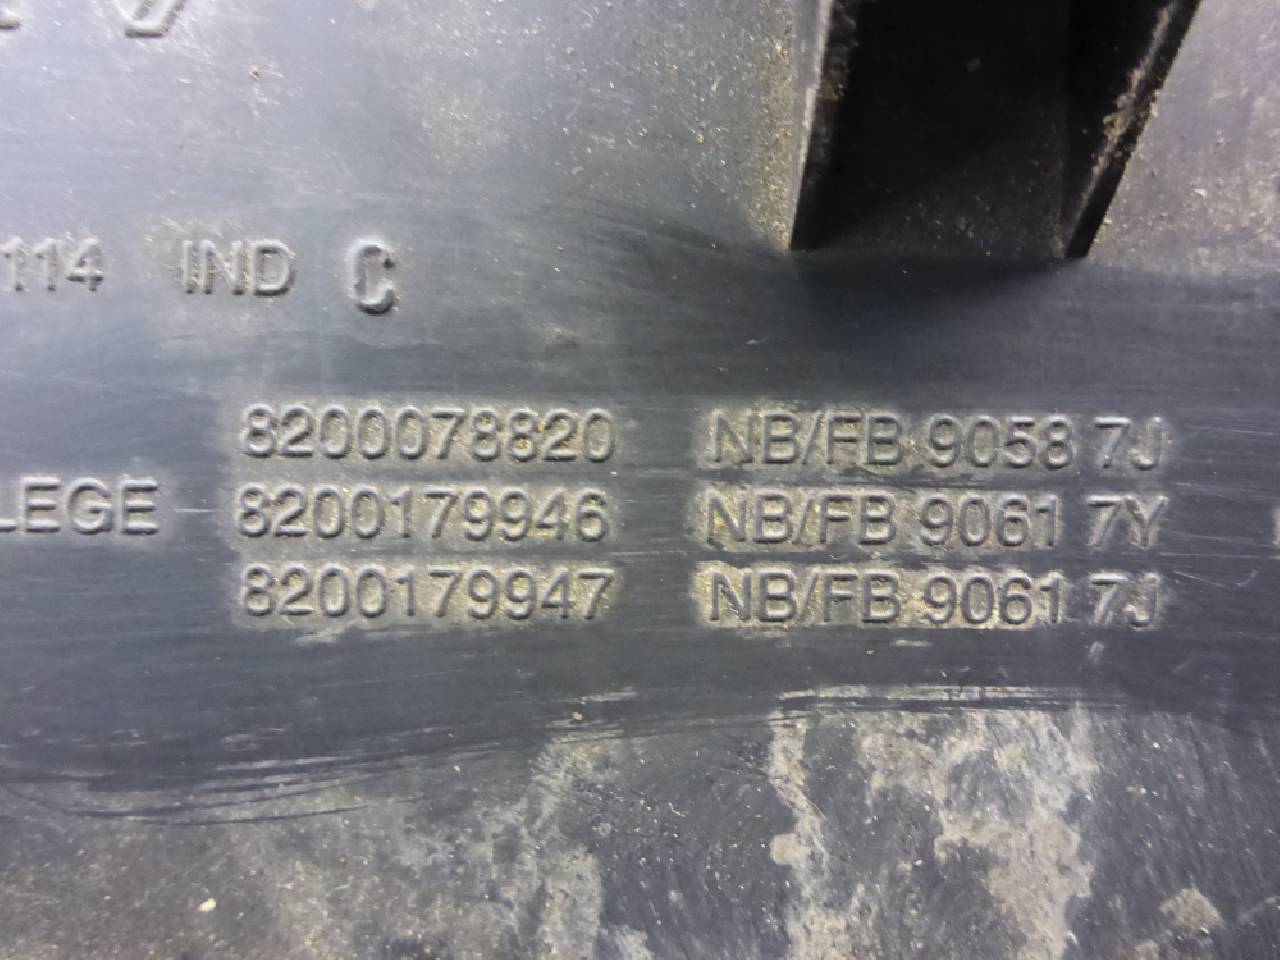 114 IND C
8200078820 NB/FB 9058 7J
LEGE 8200179946 NB/FB 9061 7Y
8200179947 NB/FB 9061 7J